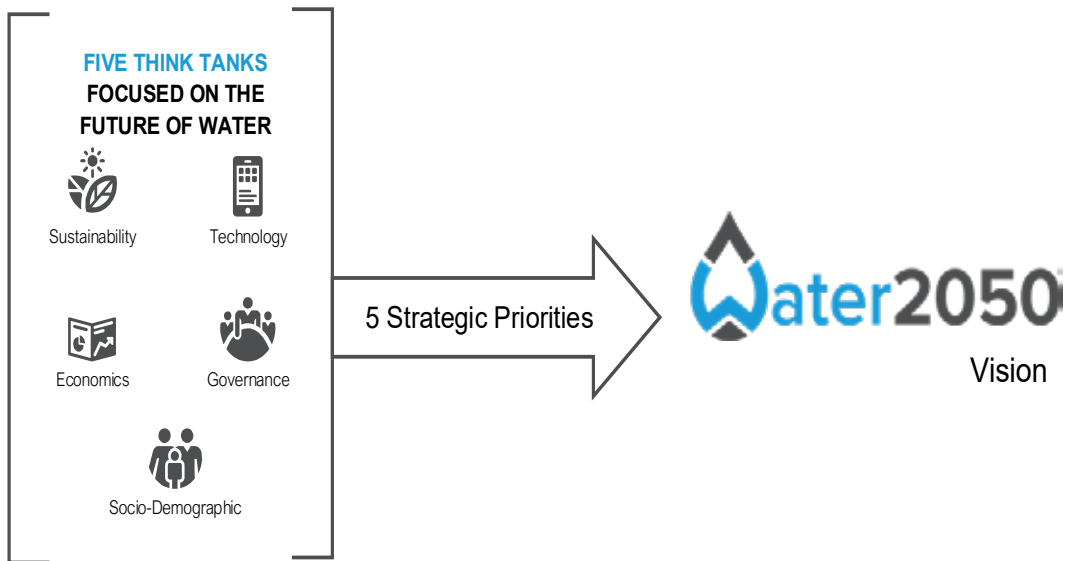 FIVE THINK TANKS
FOCUSED ON THE
FUTURE OF WATER
Sustainability
Technology
Economics
Governance
Socio-Demographic
5 Strategic Priorities
Water2050
Vision